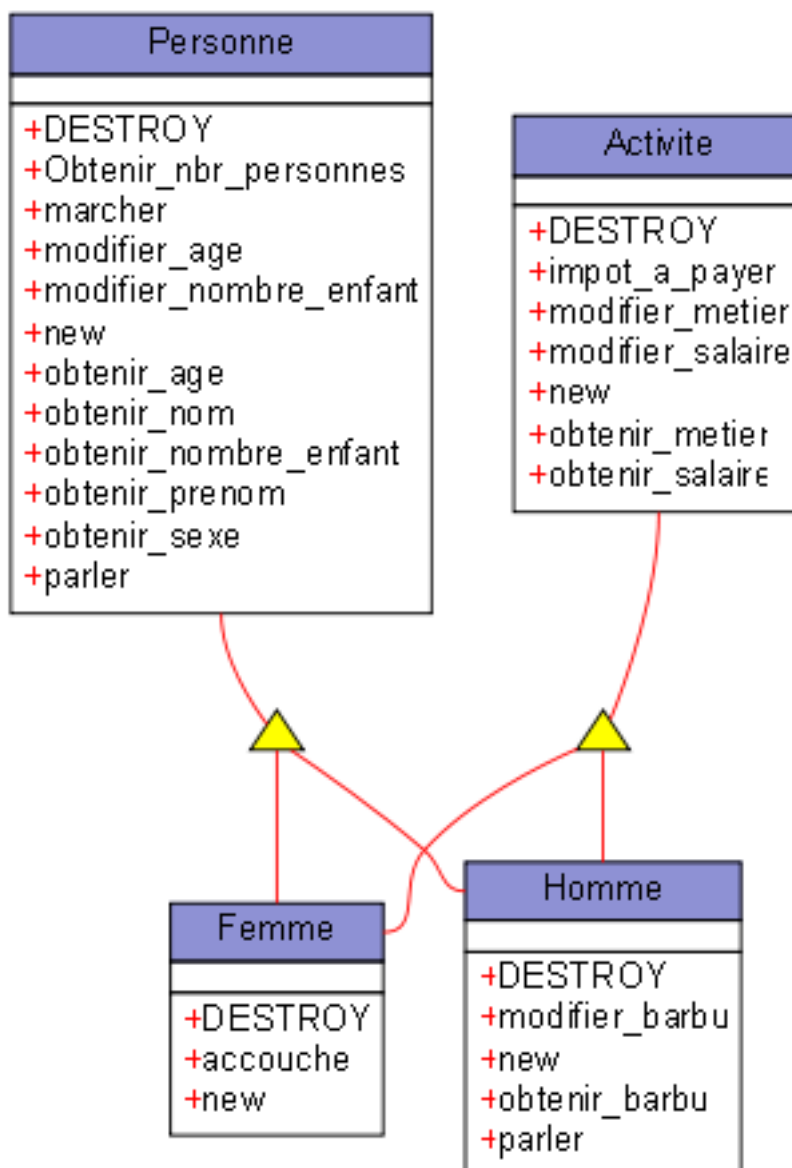 Personne
+DESTROY
+Obtenir_nbr_personnes
+marcher
+modifier_age
+modifier_nombre_enfant
+new
+obtenir_age
+obtenir_nom
+obtenir_nombre_enfant
+obtenir_prenom
+obtenir_sexe
+parler
Activite
+DESTROY
+impot_a_payer
+modifier_metier
+modifier_salaire
+new
+obtenir_metier
+obtenir_salaire
Femme
+DESTROY
+accouche
+new
Homme
+DESTROY
+modifier_barbu
+new
+obtenir_barbu
+parler